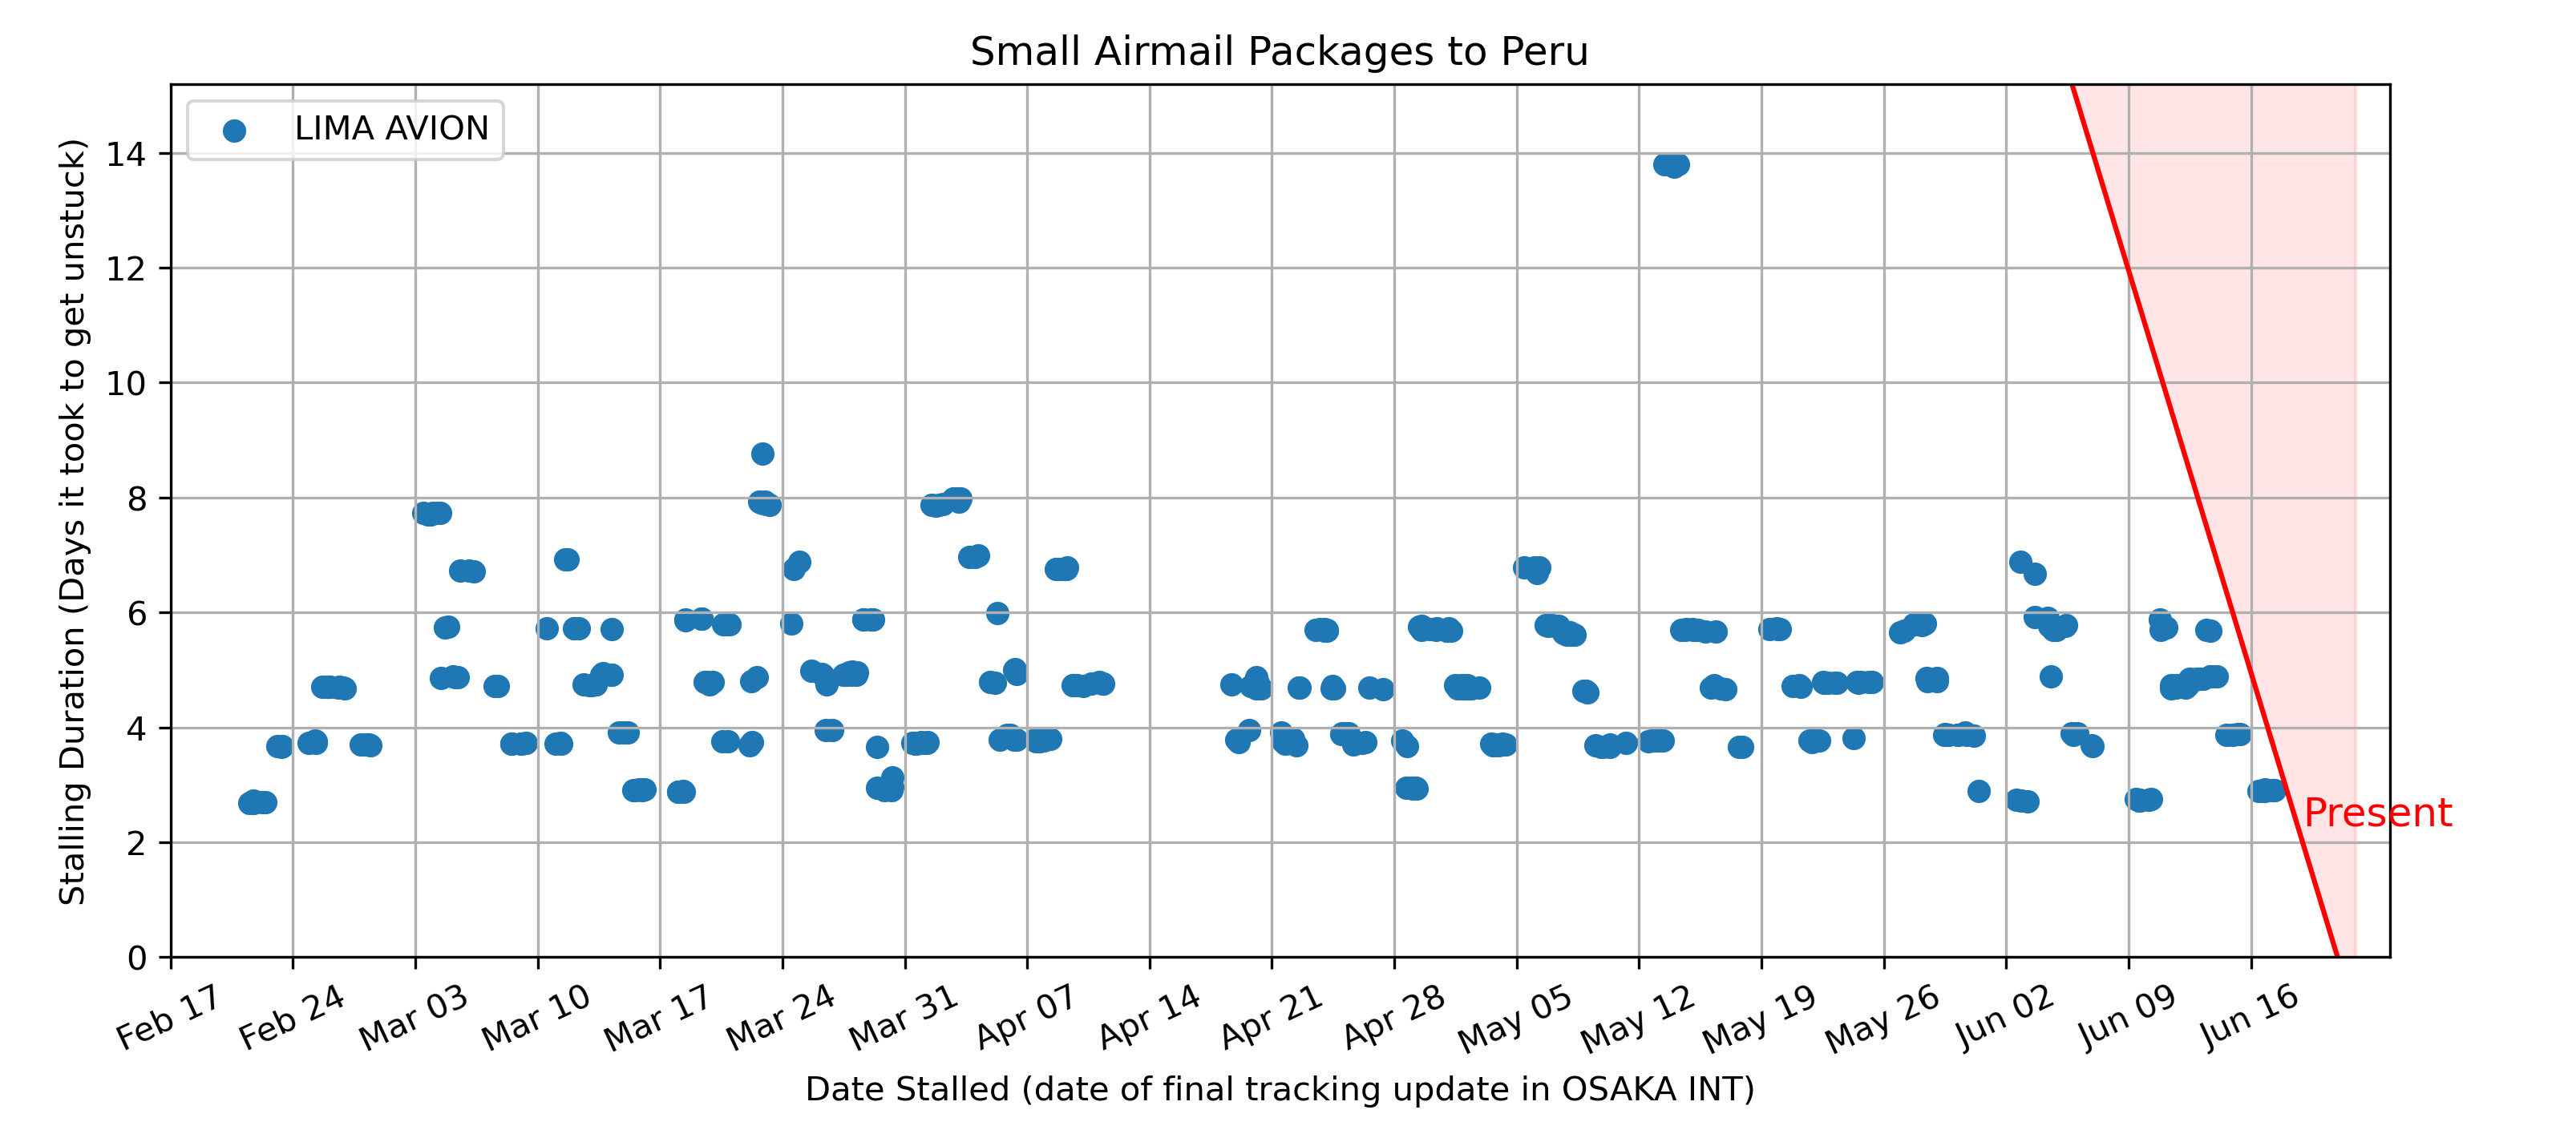 Small Airmail Packages to Peru
LIMA AVION
Stalling Duration (Days it took to get unstuck)
14
12
10
8
6
4
2
0
Present
Feb 17
Feb 24
Mar 03
Mar 10
Mar 17
Mar 24
Mar 31
Apr 07
Apr 14
Apr 21
Apr 28
May 05
May 12
May 19
May 26
Jun 02
Jun 09
Jun 16
Date Stalled (date of final tracking update in OSAKA INT)